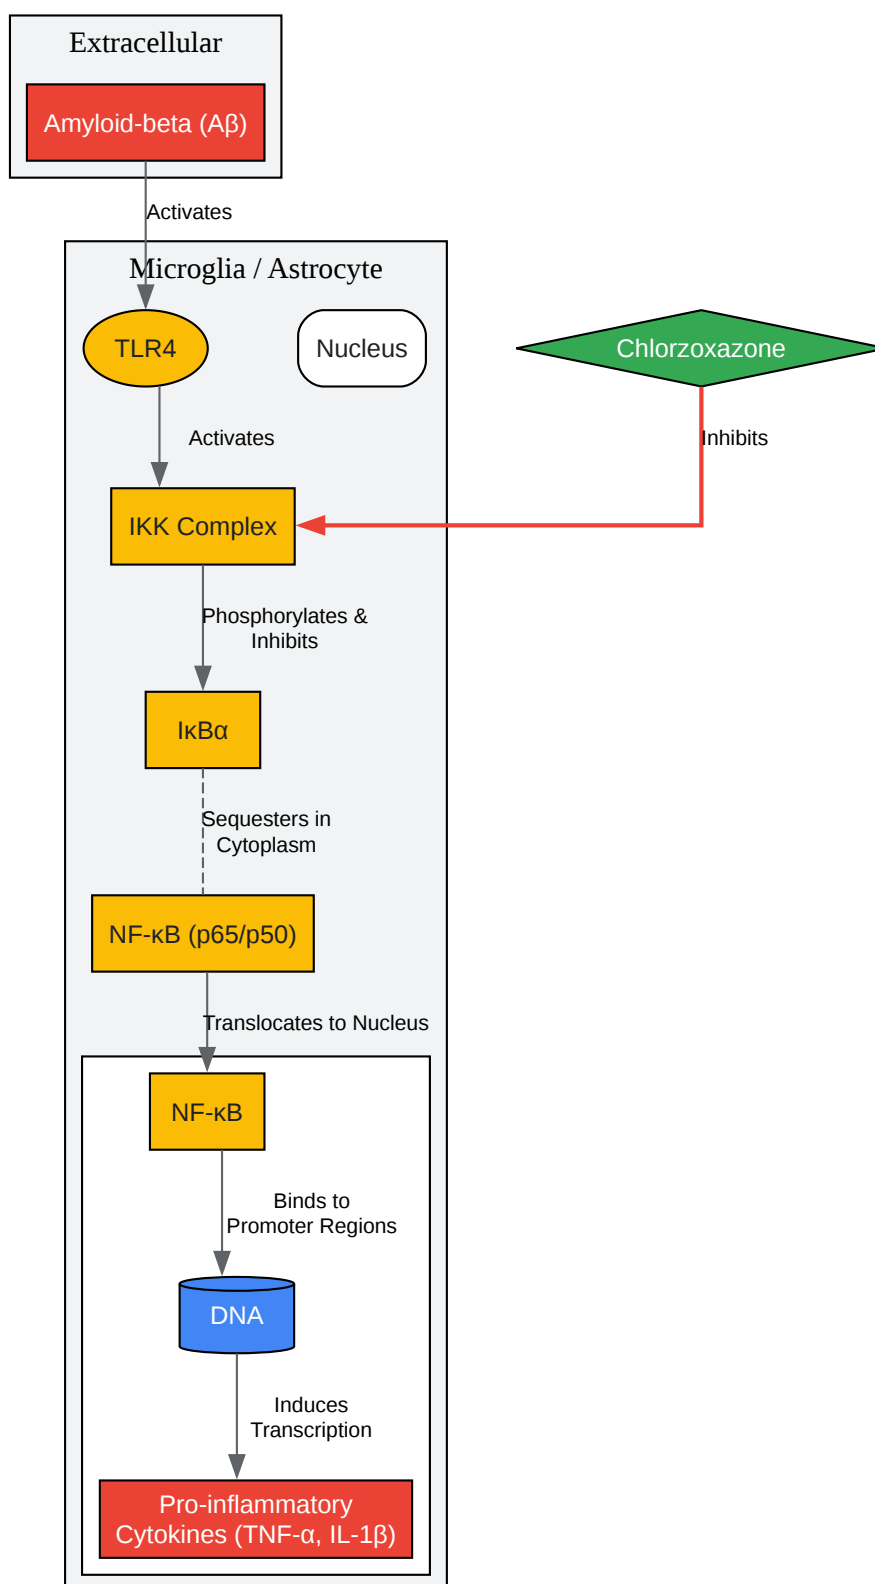 Extracellular
Amyloid-beta (Aβ)
Activates
Microglia / Astrocyte
TLR4
Nucleus
Chlorzoxazone
Activates
Inhibits
IKK Complex
Phosphorylates &
Inhibits
IκBα
Sequesters in
Cytoplasm
NF-κB (p65/p50)
Translocates to Nucleus
NF-κB
Binds to
Promoter Regions
DNA
Induces
Transcription
Pro-inflammatory
Cytokines (TNF-α, IL-1β)